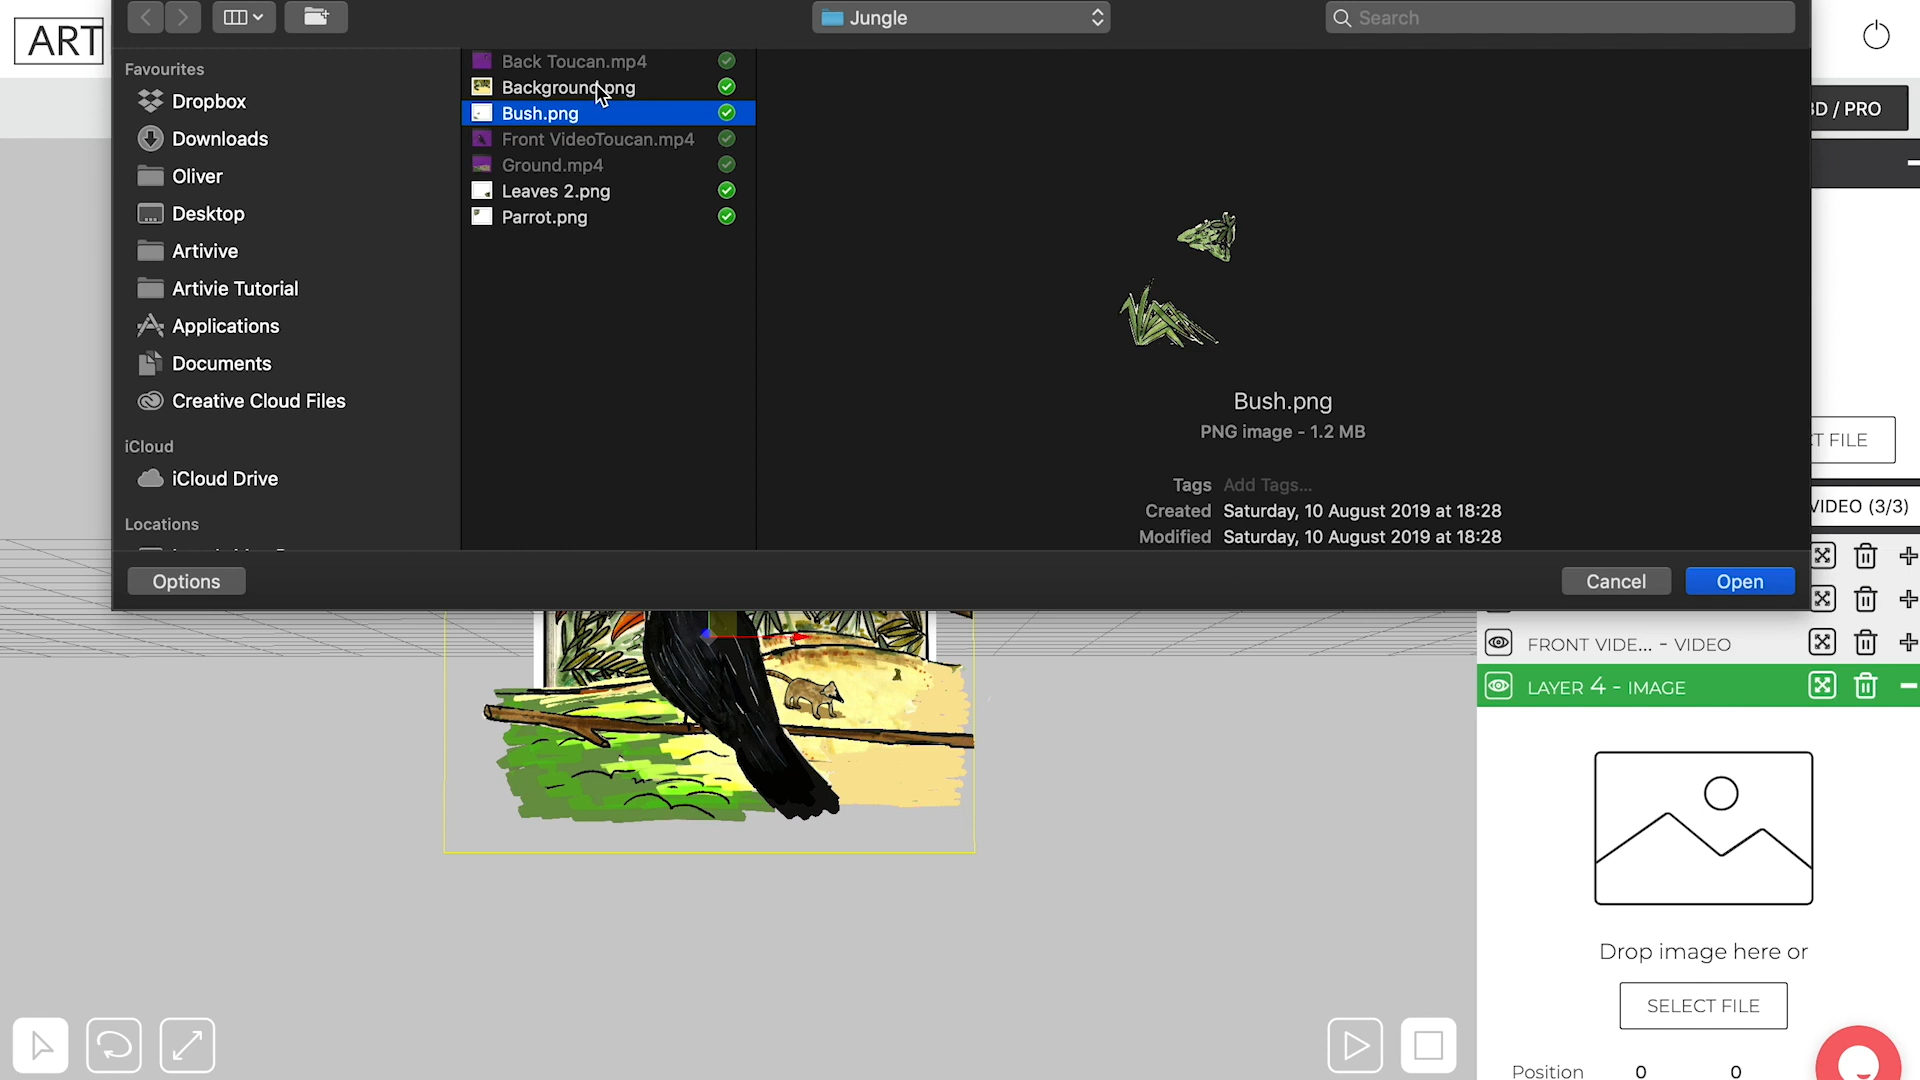 ART
Jungle
Search
3D / PRO
Favourites
Dropbox
Downloads
Oliver
Desktop
Artivive
Artivie Tutorial
Applications
Documents
Creative Cloud Files
iCloud
iCloud Drive
Locations
Back Toucan.mp4
Background.png
Bush.png
Front VideoToucan.mp4
Ground.mp4
Leaves 2.png
Parrot.png
Bush.png
PNG image - 1.2 MB
Tags Add Tags...
Created Saturday, 10 August 2019 at 18:28
Modified Saturday, 10 August 2019 at 18:28
Options
Cancel
Open
CT FILE
VIDEO (3/3)
FRONT VIDE... - VIDEO
LAYER 4 - IMAGE
Drop image here or
SELECT FILE
Position 0 0